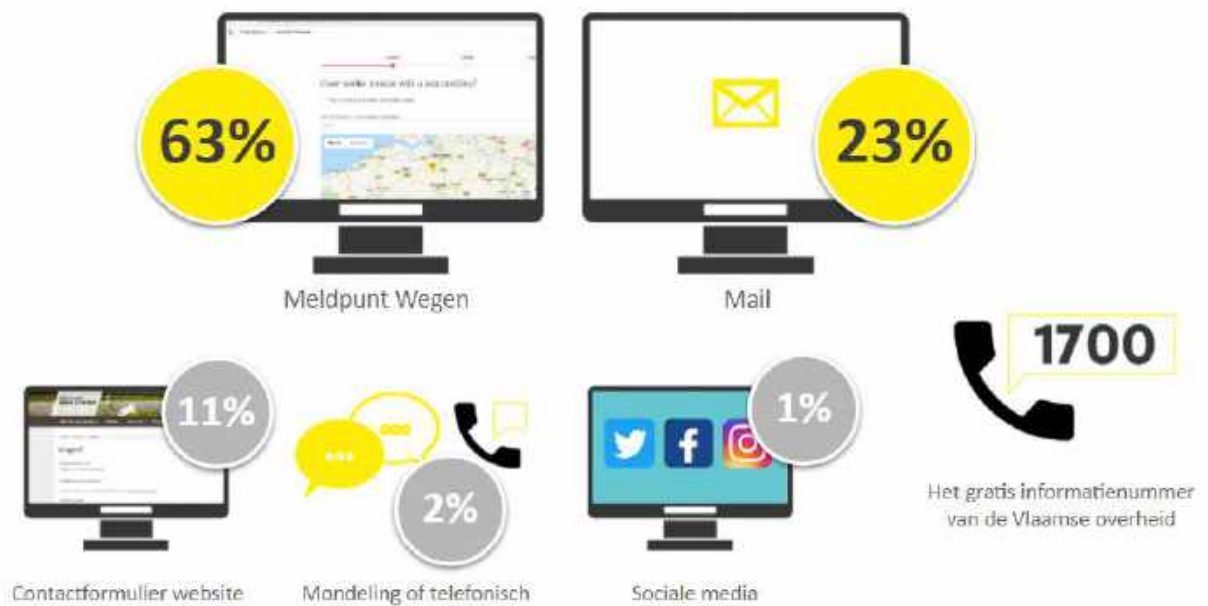 63%
23%
Meldpunt Wegen
Mail
1700
11%
2%
1%
Het gratis informatienummer
van de Vlaamse overheid
Contactformulier website
Mondeling of telefonisch
Sociale media